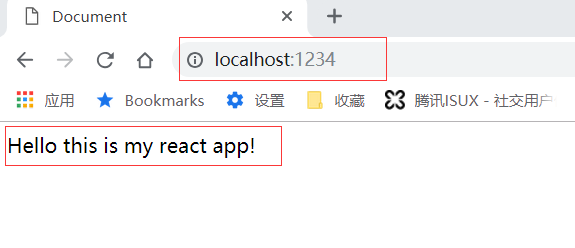 Document
localhost:1234
应用 Bookmarks 设置 收藏 腾讯ISUX - 社交用户
Hello this is my react app!